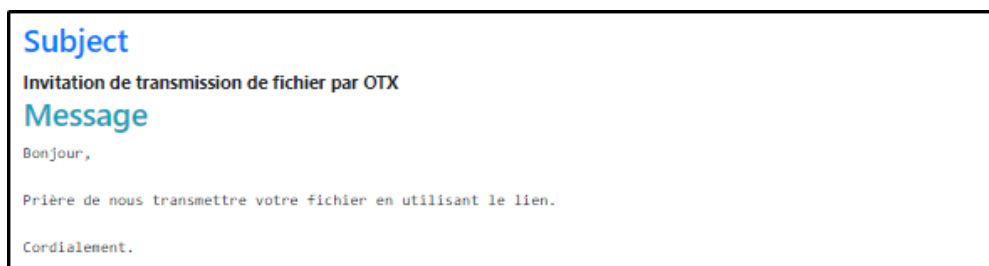 Subject
Invitation de transmission de fichier par OTX
Message
Bonjour,
Prière de nous transmettre votre fichier en utilisant le lien.
Cordialement.